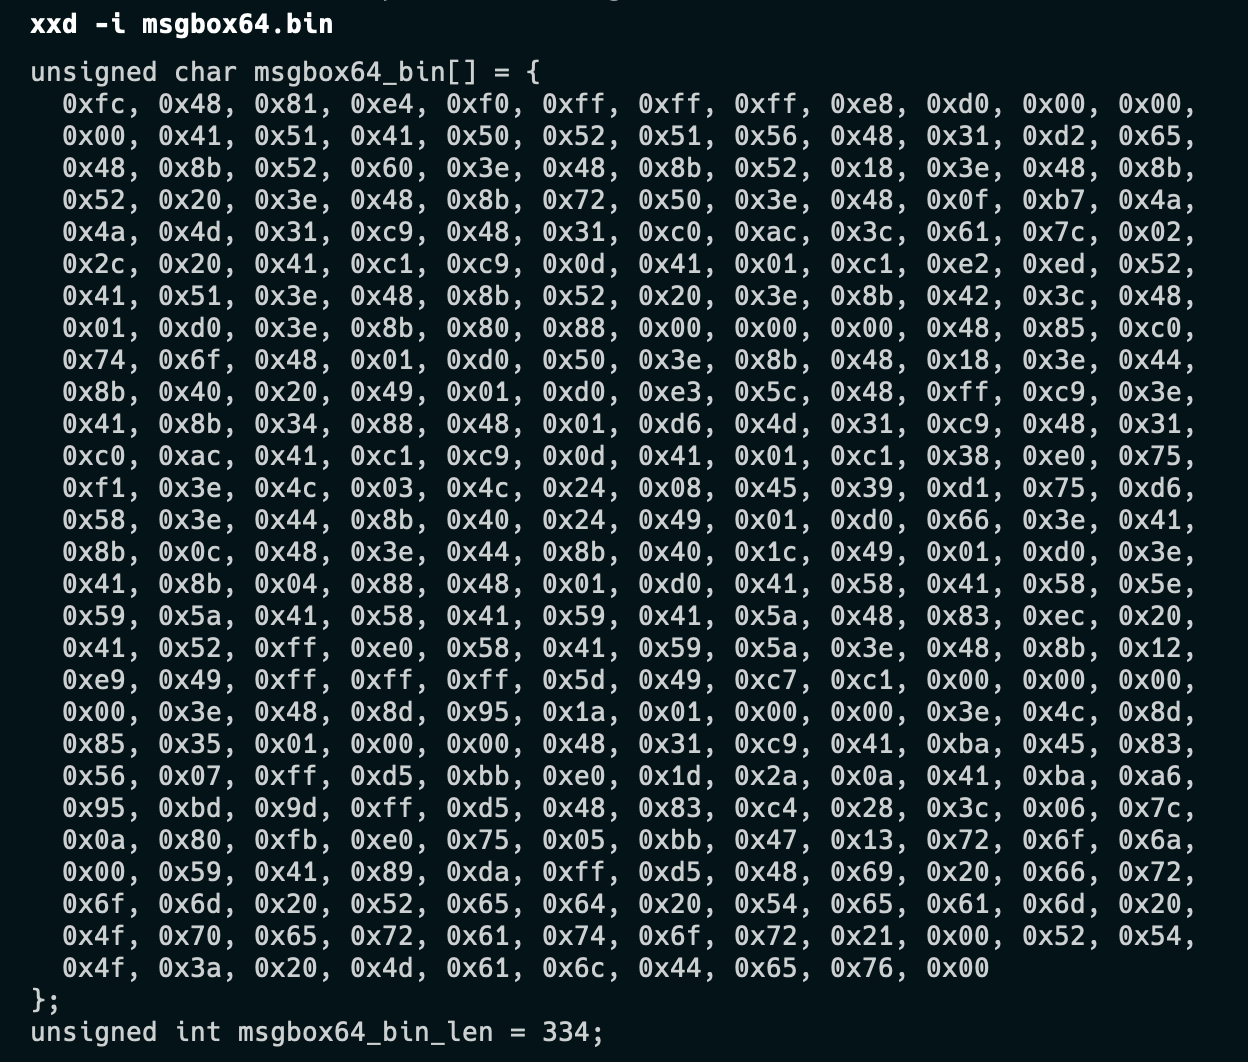 xxd -i msgbox64.bin
unsigned char msgbox64_bin[] = {
0xfc, 0x48, 0x81, 0xe4, 0xf0, 0xff, 0xff, 0xff, 0xe8, 0xd0, 0x00, 0x00,
0x00, 0x41, 0x51, 0x41, 0x50, 0x52, 0x51, 0x56, 0x48, 0x31, 0xd2, 0x65,
0x48, 0x8b, 0x52, 0x60, 0x3e, 0x48, 0x8b, 0x52, 0x18, 0x3e, 0x48, 0x8b,
0x52, 0x20, 0x3e, 0x48, 0x8b, 0x72, 0x50, 0x3e, 0x48, 0x0f, 0xb7, 0x4a,
0x4a, 0x4d, 0x31, 0xc9, 0x48, 0x31, 0xc0, 0xac, 0x3c, 0x61, 0x7c, 0x02,
0x2c, 0x20, 0x41, 0xc1, 0xc9, 0x0d, 0x41, 0x01, 0xc1, 0xe2, 0xed, 0x52,
0x41, 0x51, 0x3e, 0x48, 0x8b, 0x52, 0x20, 0x3e, 0x8b, 0x42, 0x3c, 0x48,
0x01, 0xd0, 0x3e, 0x8b, 0x80, 0x88, 0x00, 0x00, 0x00, 0x48, 0x85, 0xc0,
0x74, 0x6f, 0x48, 0x01, 0xd0, 0x50, 0x3e, 0x8b, 0x48, 0x18, 0x3e, 0x44,
0x8b, 0x40, 0x20, 0x49, 0x01, 0xd0, 0xe3, 0x5c, 0x48, 0xff, 0xc9, 0x3e,
0x41, 0x8b, 0x34, 0x88, 0x48, 0x01, 0xd6, 0x4d, 0x31, 0xc9, 0x48, 0x31,
0xc0, 0xac, 0x41, 0xc1, 0xc9, 0x0d, 0x41, 0x01, 0xc1, 0x38, 0xe0, 0x75,
0xf1, 0x3e, 0x4c, 0x03, 0x4c, 0x24, 0x08, 0x45, 0x39, 0xd1, 0x75, 0xd6,
0x58, 0x3e, 0x44, 0x8b, 0x40, 0x24, 0x49, 0x01, 0xd0, 0x66, 0x3e, 0x41,
0x8b, 0x0c, 0x48, 0x3e, 0x44, 0x8b, 0x40, 0x1c, 0x49, 0x01, 0xd0, 0x3e,
0x41, 0x8b, 0x04, 0x88, 0x48, 0x01, 0xd0, 0x41, 0x58, 0x41, 0x58, 0x5e,
0x59, 0x5a, 0x41, 0x58, 0x41, 0x59, 0x41, 0x5a, 0x48, 0x83, 0xec, 0x20,
0x41, 0x52, 0xff, 0xe0, 0x58, 0x41, 0x59, 0x5a, 0x3e, 0x48, 0x8b, 0x12,
0xe9, 0x49, 0xff, 0xff, 0xff, 0x5d, 0x49, 0xc7, 0xc1, 0x00, 0x00, 0x00,
0x00, 0x3e, 0x48, 0x8d, 0x95, 0x1a, 0x01, 0x00, 0x00, 0x3e, 0x4c, 0x8d,
0x85, 0x35, 0x01, 0x00, 0x00, 0x48, 0x31, 0xc9, 0x41, 0xba, 0x45, 0x83,
0x56, 0x07, 0xff, 0xd5, 0xbb, 0xe0, 0x1d, 0x2a, 0x0a, 0x41, 0xba, 0xa6,
0x95, 0xbd, 0x9d, 0xff, 0xd5, 0x48, 0x83, 0xc4, 0x28, 0x3c, 0x06, 0x7c,
0x0a, 0x80, 0xfb, 0xe0, 0x75, 0x05, 0xbb, 0x47, 0x13, 0x72, 0x6f, 0x6a,
0x00, 0x59, 0x41, 0x89, 0xda, 0xff, 0xd5, 0x48, 0x69, 0x20, 0x66, 0x72,
0x6f, 0x6d, 0x20, 0x52, 0x65, 0x64, 0x20, 0x54, 0x65, 0x61, 0x6d, 0x20,
0x4f, 0x70, 0x65, 0x72, 0x61, 0x74, 0x6f, 0x72, 0x21, 0x00, 0x52, 0x54,
0x4f, 0x3a, 0x20, 0x4d, 0x61, 0x6c, 0x44, 0x65, 0x76, 0x00
};
unsigned int msgbox64_bin_len = 334;